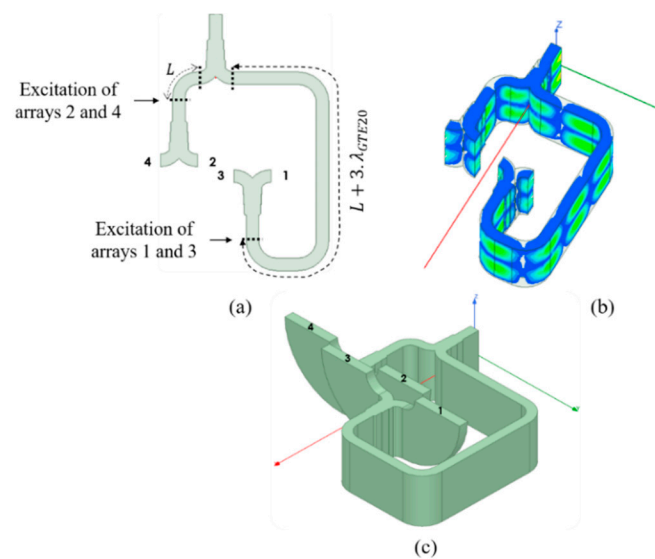 (a)
L
Excitation of
arrays 2 and 4
4
2
3
1
L + 3.λGTE20
Excitation of
arrays 1 and 3
(b)
Z
4
3
2
1
(c)